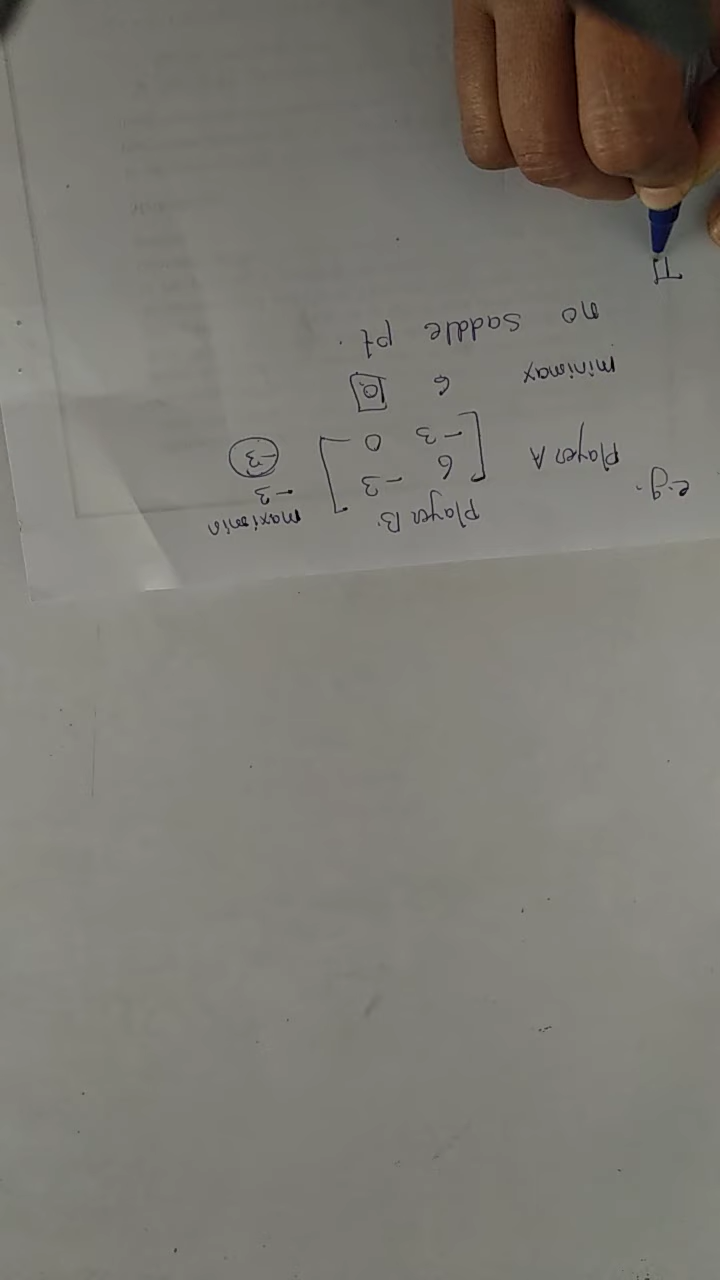 e.g. Player B. maximin
[ 6 -3 ] -3
Player A [ -3 0 ] (-3)
minimax 6 0
no saddle pt.